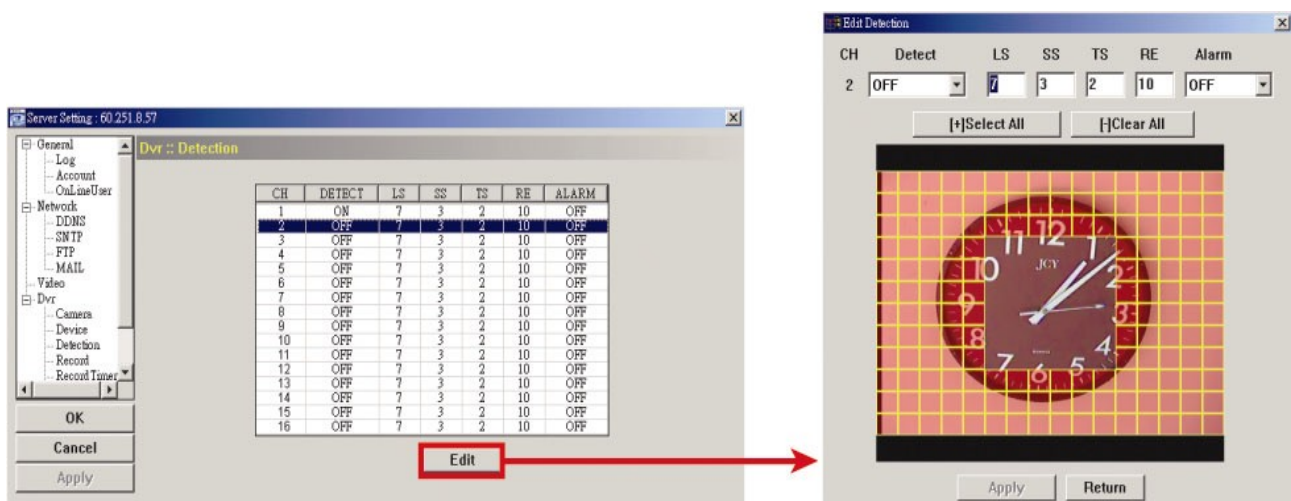 Server Setting : 60.251.8.57
General
Log
Account
OnLineUser
Network
DDNS
SNTP
FTP
MAIL
Video
Dvr
Camera
Device
Detection
Record
Record Timer
OK
Cancel
Apply
Dvr :: Detection
CH DETECT LS SS TS RE ALARM
1 ON 7 3 2 10 OFF
2 OFF 7 3 2 10 OFF
3 OFF 7 3 2 10 OFF
4 OFF 7 3 2 10 OFF
5 OFF 7 3 2 10 OFF
6 OFF 7 3 2 10 OFF
7 OFF 7 3 2 10 OFF
8 OFF 7 3 2 10 OFF
9 OFF 7 3 2 10 OFF
10 OFF 7 3 2 10 OFF
11 OFF 7 3 2 10 OFF
12 OFF 7 3 2 10 OFF
13 OFF 7 3 2 10 OFF
14 OFF 7 3 2 10 OFF
15 OFF 7 3 2 10 OFF
16 OFF 7 3 2 10 OFF
Edit
Edit Detection
CH Detect LS SS TS RE Alarm
2 OFF 7 3 2 10 OFF
[+]Select All [-]Clear All
12
11 1
10 JCY 2
9 3
8 4
7 6 5
Apply Return